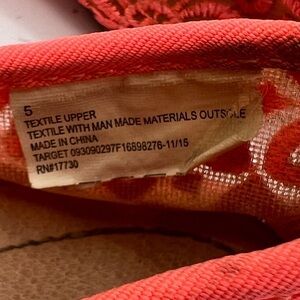 5
TEXTILE UPPER
TEXTILE WITH MAN MADE MATERIALS OUTSOLE
MADE IN CHINA
TARGET 093090297F16898276-11/15
RN#17730